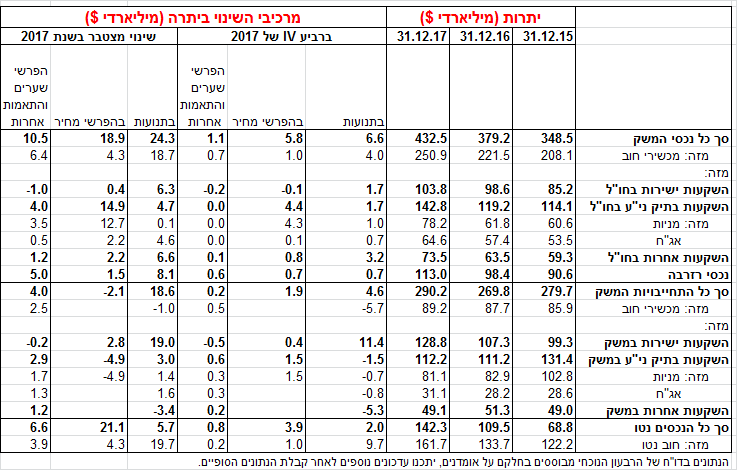 יתרות (מיליארדי $) מרכיבי השינוי ביתרה (מיליארדי $)
31.12.15 31.12.16 31.12.17 ברביע IV של 2017 שינוי מצטבר בשנת 2017
בתנועות בהפרשי מחיר הפרשי שערים והתאמות אחרות בתנועות בהפרשי מחיר הפרשי שערים והתאמות אחרות
סך כל נכסי המשק 348.5 379.2 432.5 6.6 5.8 1.1 24.3 18.9 10.5
מזה: מכשירי חוב 208.1 221.5 250.9 4.0 1.0 0.7 18.7 4.3 6.4
מזה:
השקעות ישירות בחו"ל 85.2 98.6 103.8 1.7 -0.1 -0.2 6.3 0.4 -1.0
השקעות בתיק ני"ע בחו"ל 114.1 119.2 142.8 1.7 4.4 0.0 4.7 14.9 4.0
מזה: מניות 60.6 61.8 78.2 1.0 4.3 0.0 0.1 12.7 3.5
אג"ח 53.5 57.4 64.6 0.7 0.1 0.0 4.6 2.2 0.5
השקעות אחרות בחו"ל 59.3 63.5 73.5 3.2 0.8 0.1 6.6 2.2 1.2
נכסי רזרבה 90.6 98.4 113.0 0.7 0.7 0.6 8.1 1.5 5.0
סך כל התחייבויות המשק 279.7 269.8 290.2 4.6 1.9 0.2 18.6 -2.1 4.0
מזה: מכשירי חוב 85.9 87.7 89.2 -5.7 0.5 -1.0 2.5
מזה:
השקעות ישירות במשק 99.3 107.3 128.8 11.4 0.4 -0.5 19.0 2.8 -0.2
השקעות בתיק ני"ע במשק 131.4 111.2 112.2 -1.5 1.5 0.6 3.0 -4.9 2.9
מזה: מניות 102.8 82.9 81.1 -0.7 1.5 0.3 1.4 -4.9 1.7
אג"ח 28.6 28.2 31.1 -0.8 0.3 1.6 1.3
השקעות אחרות במשק 49.0 51.3 49.1 -5.3 0.2 -3.4 1.2
סך כל הנכסים נטו 68.8 109.5 142.3 2.0 3.9 0.8 5.7 21.1 6.6
מזה: חוב נטו 122.2 133.7 161.7 9.7 1.0 0.2 19.7 4.3 3.9
הנתונים בדו"ח של הרבעון הנוכחי מבוססים בחלקם על אומדנים, יתכנו עדכונים נוספים לאחר קבלת הנתונים הסופיים.